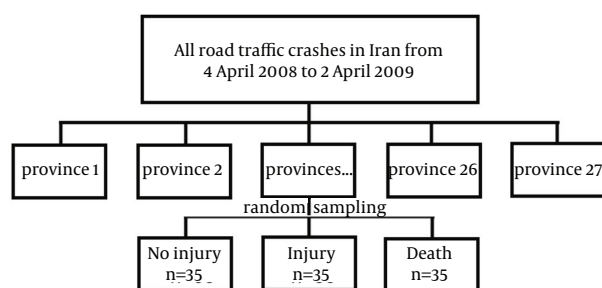 All road traffic crashes in Iran from
4 April 2008 to 2 April 2009
province 1
province 2
provinces...
province 26
province 27
random sampling
No injury
n=35
Injury
n=35
Death
n=35